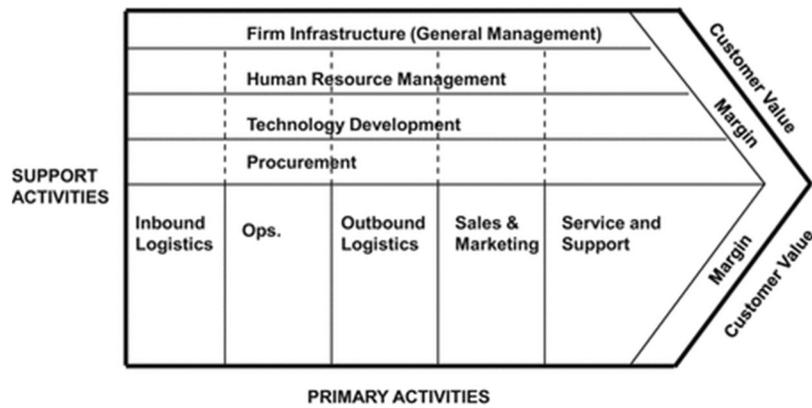 Firm Infrastructure (General Management)
Human Resource Management
Technology Development
Procurement
SUPPORT
ACTIVITIES
Inbound
Logistics
Ops.
Outbound
Logistics
Sales &
Marketing
Service and
Support
Margin
Customer Value
Margin
Customer Value
PRIMARY ACTIVITIES